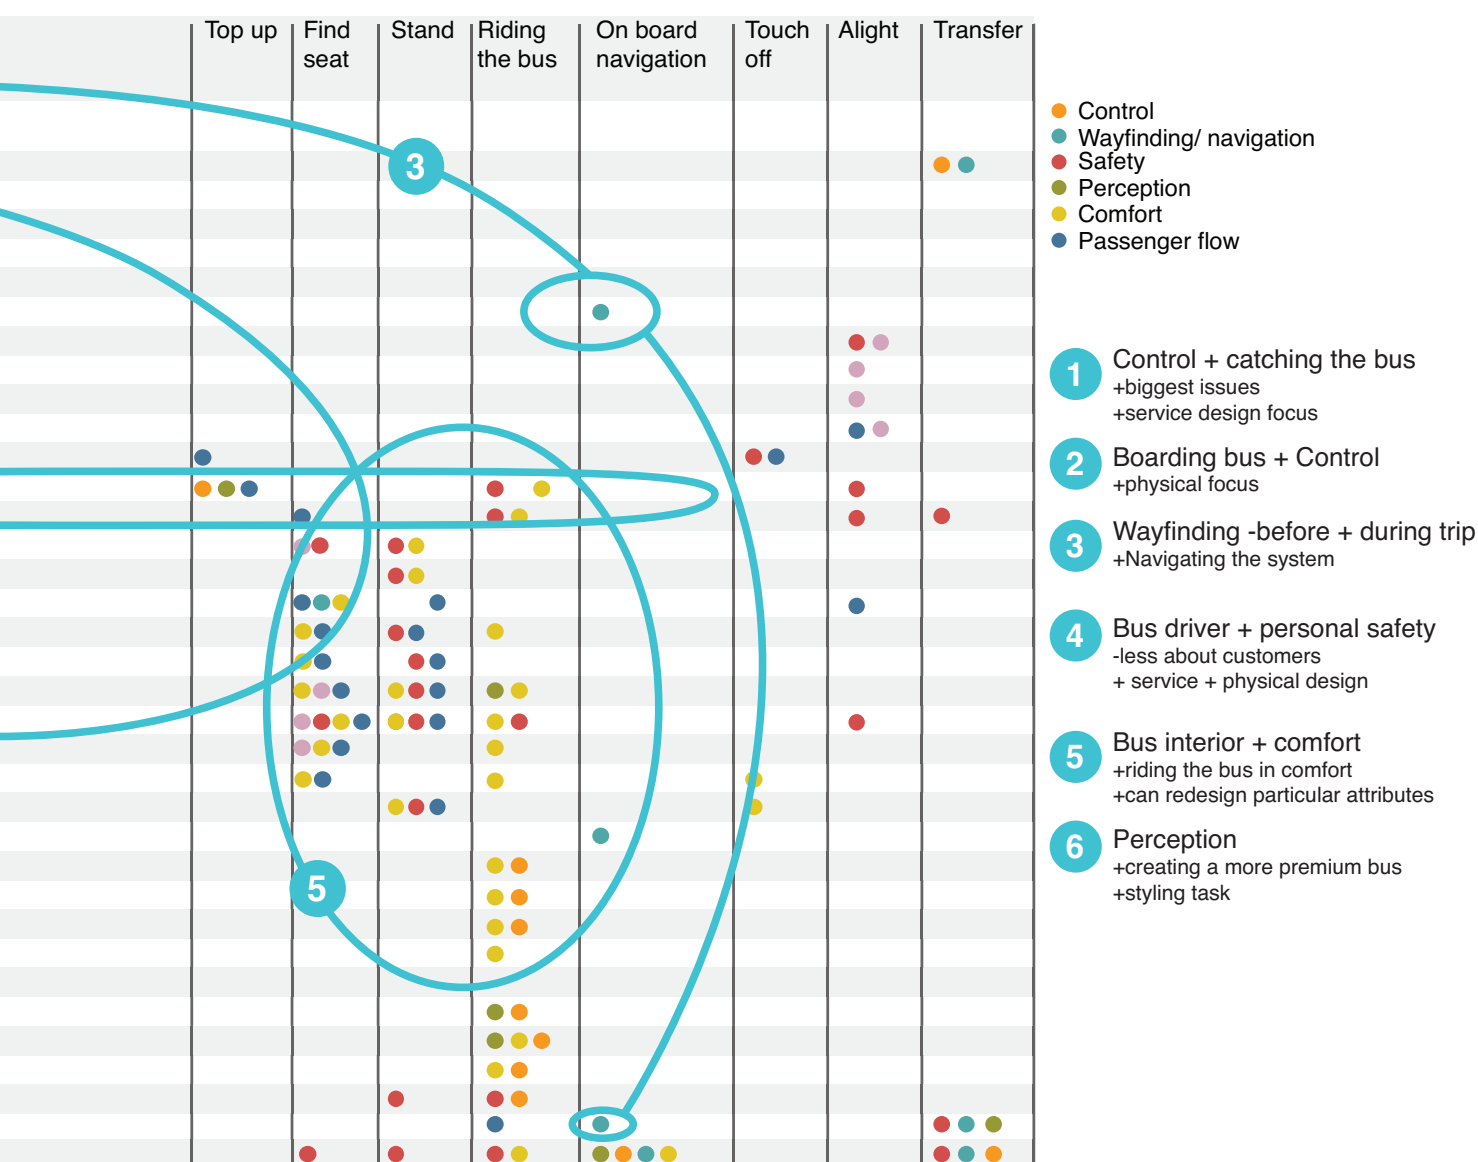 Top up
Find
seat
Stand
Riding
the bus
On board
navigation
Touch
off
Alight
Transfer
Control
Wayfinding/ navigation
Safety
Perception
Comfort
Passenger flow
3
1
Control + catching the bus
+biggest issues
+service design focus
2
Boarding bus + Control
+physical focus
3
Wayfinding -before + during trip
+Navigating the system
4
Bus driver + personal safety
-less about customers
+ service + physical design
5
Bus interior + comfort
+riding the bus in comfort
+can redesign particular attributes
6
Perception
+creating a more premium bus
+styling task
5